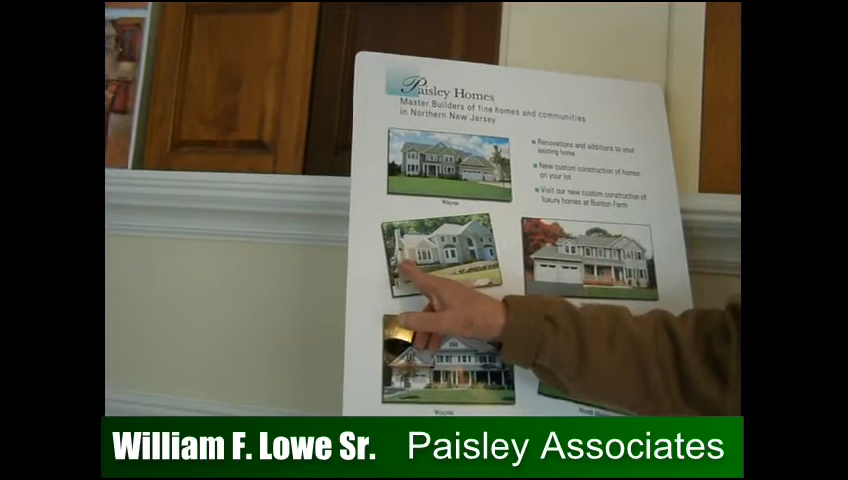 Paisley Homes
Master Builders of fine homes and communities
in Northern New Jersey
Renovations and additions to your
existing home
New custom construction of homes
on your lot
Visit our new custom construction of
luxury homes at Bunton Farm
Wayne
Wayne
William F. Lowe Sr. Paisley Associates